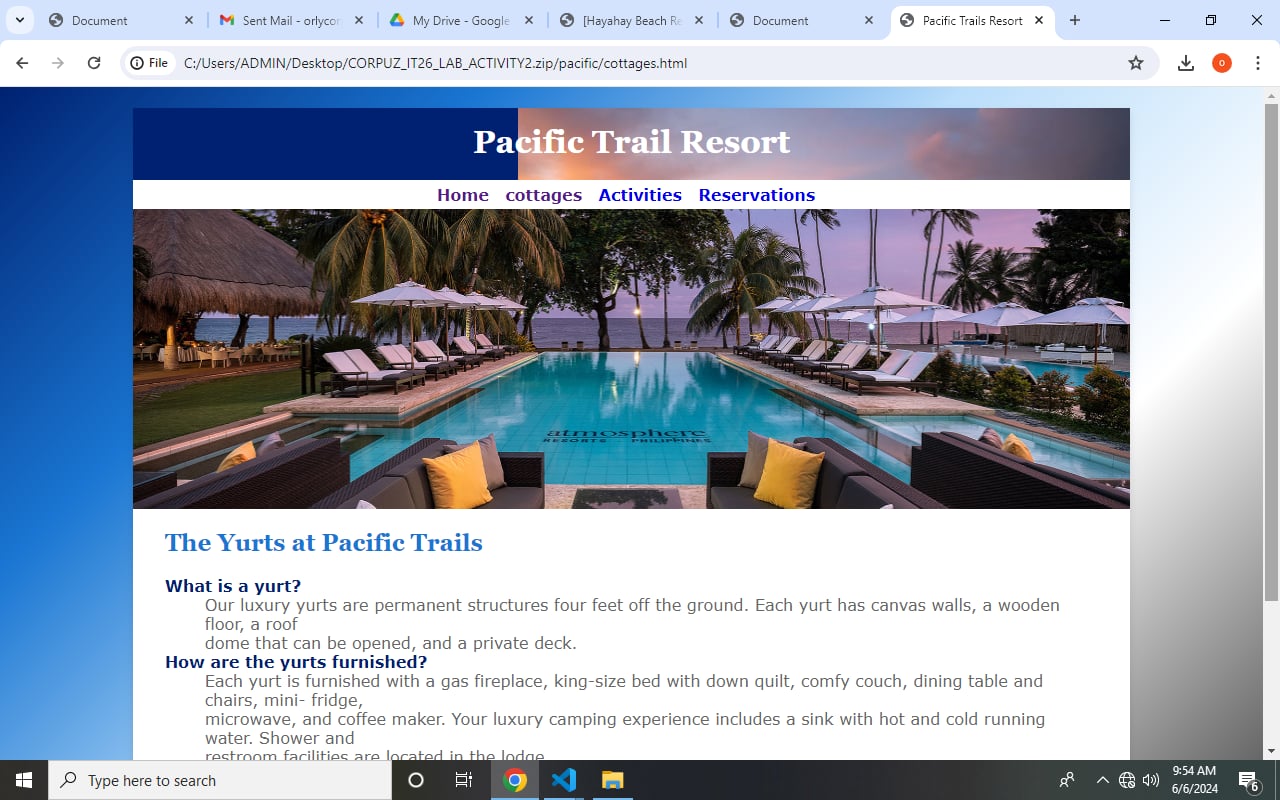 Document
Sent Mail - orlycor
My Drive - Google
[Hayahay Beach Re
Document
Pacific Trails Resort
File
C:/Users/ADMIN/Desktop/CORPUZ_IT26_LAB_ACTIVITY2.zip/pacific/cottages.html
o
Pacific Trail Resort
Home cottages Activities Reservations
atmosphere
RESORTS PHILIPPINES
The Yurts at Pacific Trails
What is a yurt?
Our luxury yurts are permanent structures four feet off the ground. Each yurt has canvas walls, a wooden
floor, a roof
dome that can be opened, and a private deck.
How are the yurts furnished?
Each yurt is furnished with a gas fireplace, king-size bed with down quilt, comfy couch, dining table and
chairs, mini- fridge,
microwave, and coffee maker. Your luxury camping experience includes a sink with hot and cold running
water. Shower and
restroom facilities are located in the lodge.
Type here to search
9:54 AM
6/6/2024
6